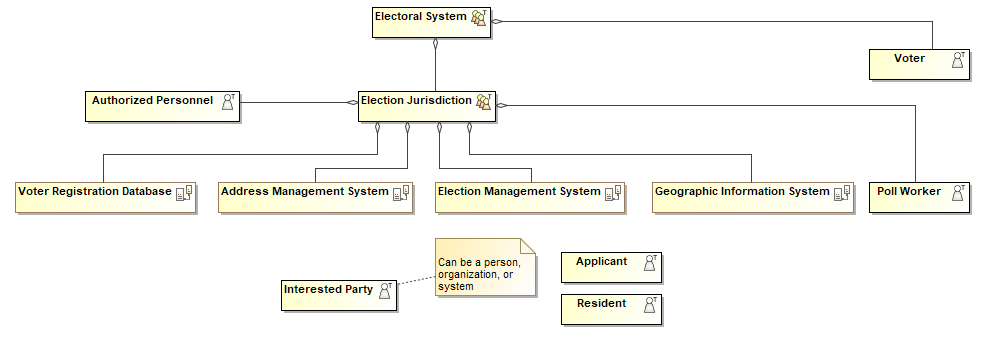 Electoral System
Voter
Authorized Personnel
Election Jurisdiction
Voter Registration Database
Address Management System
Election Management System
Geographic Information System
Poll Worker
Can be a person,
organization, or
system
Interested Party
Applicant
Resident